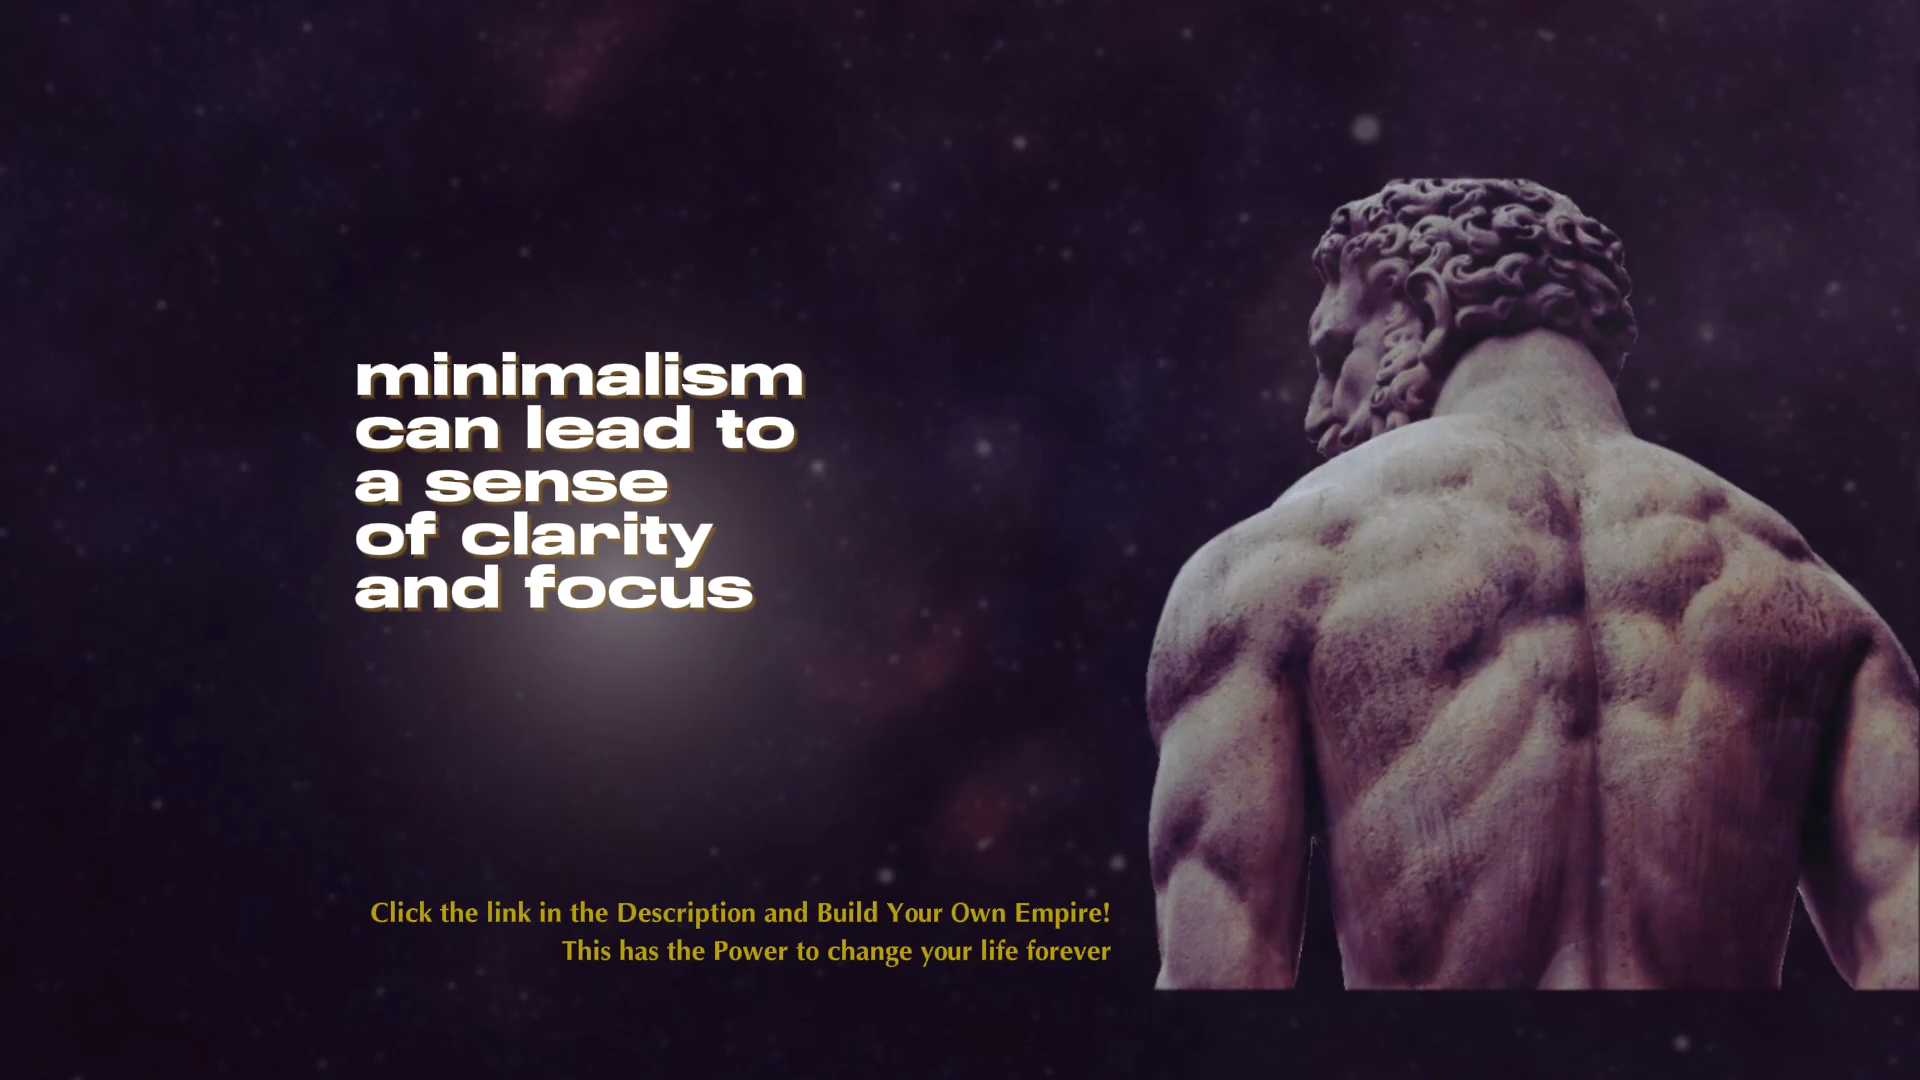 minimalism
can lead to
a sense
of clarity
and focus
Click the link in the Description and Build Your Own Empire!
This has the Power to change your life forever